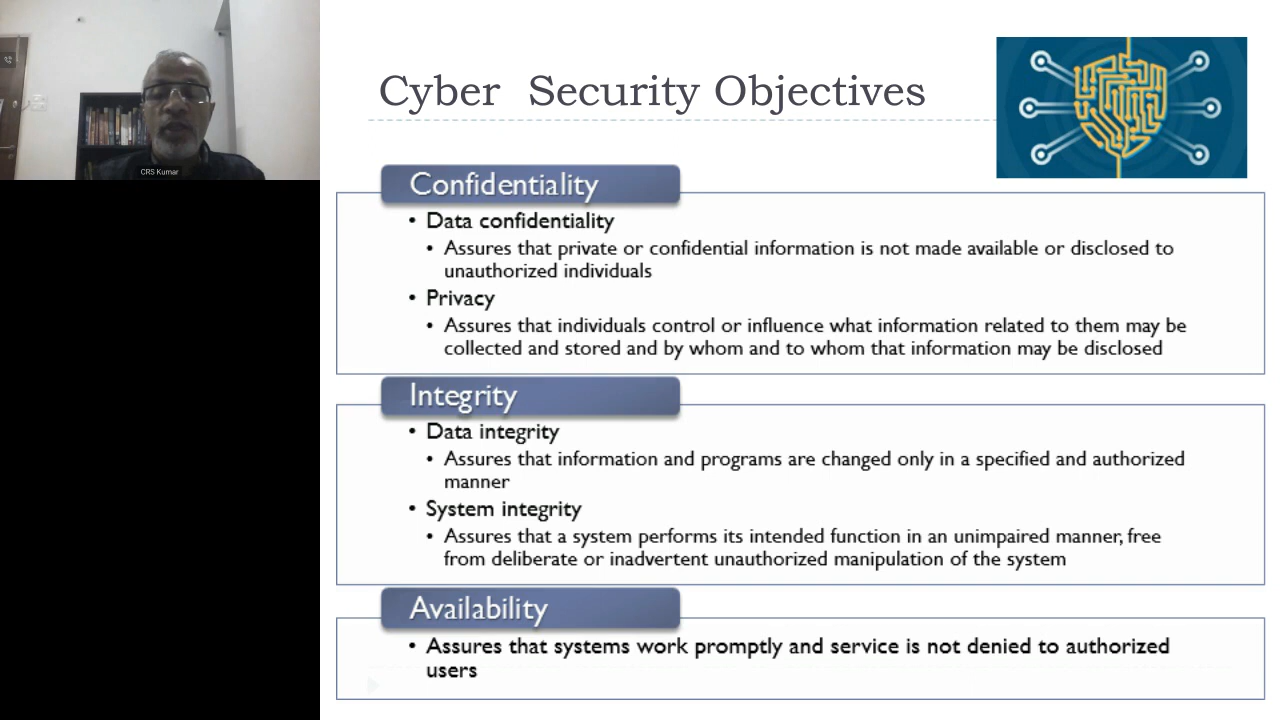 CRS Kumar
Cyber Security Objectives
Confidentiality
• Data confidentiality
• Assures that private or confidential information is not made available or disclosed to
unauthorized individuals
• Privacy
• Assures that individuals control or influence what information related to them may be
collected and stored and by whom and to whom that information may be disclosed
Integrity
• Data integrity
• Assures that information and programs are changed only in a specified and authorized
manner
• System integrity
• Assures that a system performs its intended function in an unimpaired manner, free
from deliberate or inadvertent unauthorized manipulation of the system
Availability
• Assures that systems work promptly and service is not denied to authorized
users